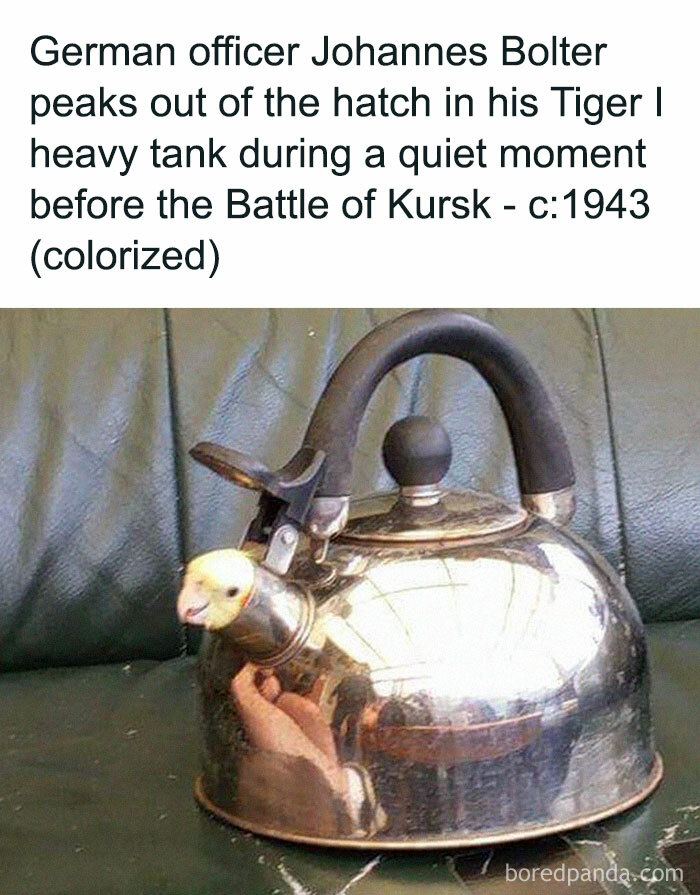 German officer Johannes Bolter
peaks out of the hatch in his Tiger I
heavy tank during a quiet moment
before the Battle of Kursk - c:1943
(colorized)
boredpanda.com